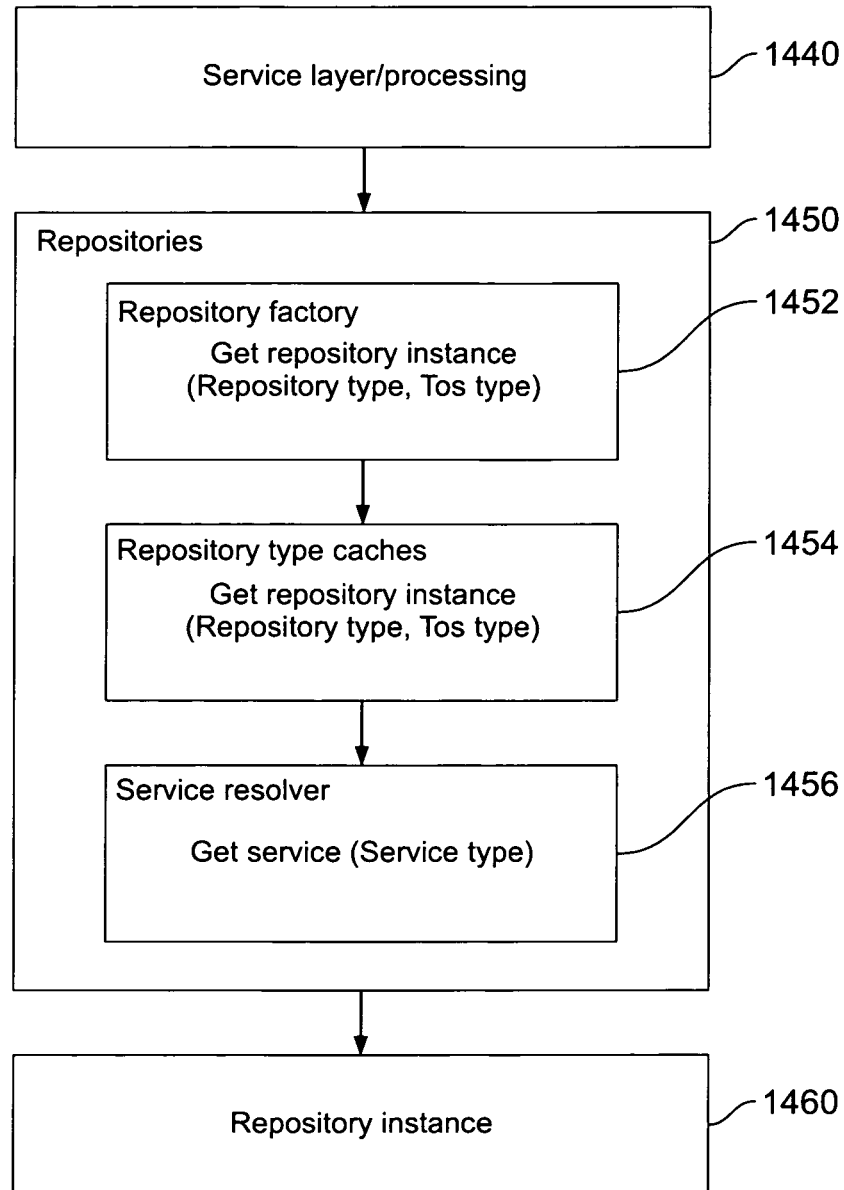 Service layer/processing
1440
1450
Repositories
1452
Repository factory
Get repository instance
(Repository type, Tos type)
1454
Repository type caches
Get repository instance
(Repository type, Tos type)
1456
Service resolver
Get service (Service type)
1460
Repository instance